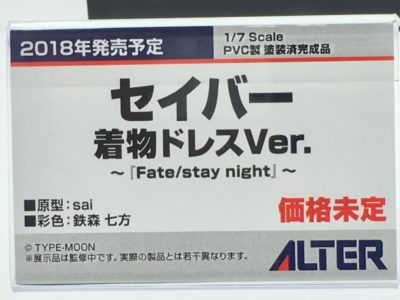 2018年発売予定
1/7 Scale
PVC製 塗装済完成品
セイバー
着物ドレスVer.
～『Fate/stay night』～
■原型：sai
■彩色：鉄森 七方
価格未定
© TYPE-MOON
※展示品は監修中です。実際の製品とは若干異なります。
ALTER